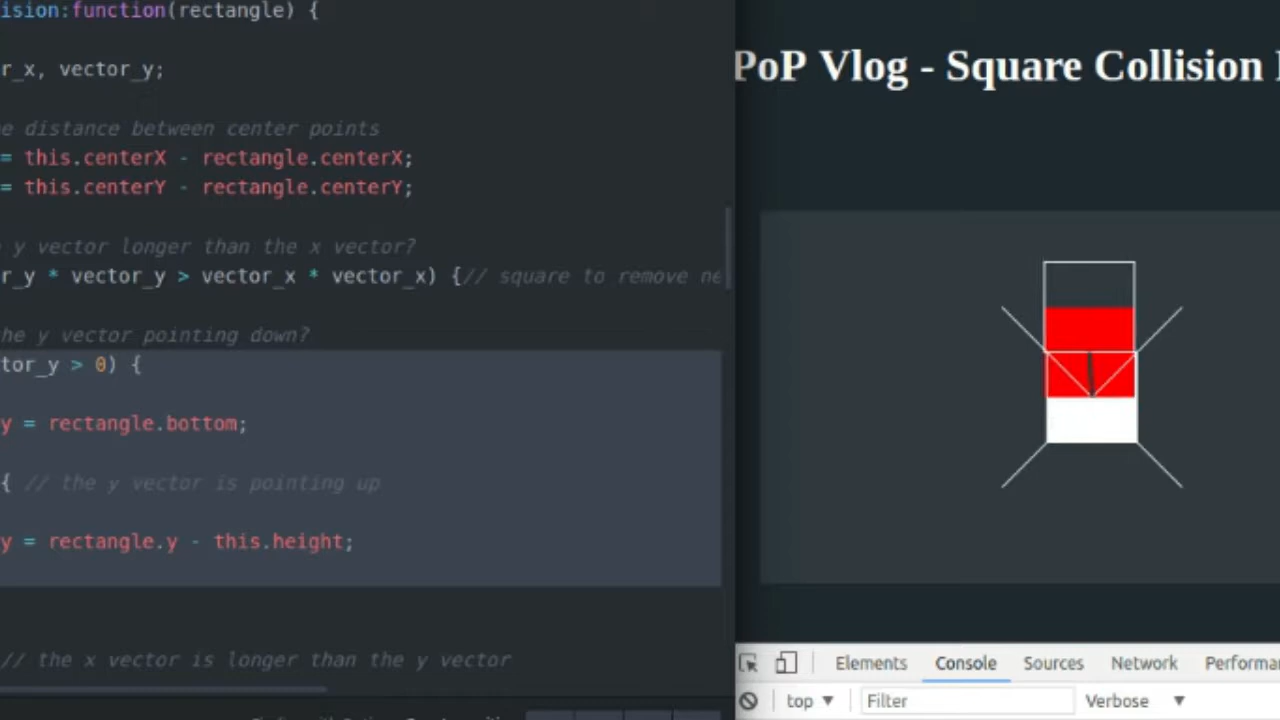 ision:function(rectangle) {
r_x, vector_y;
e distance between center points
= this.centerX - rectangle.centerX;
= this.centerY - rectangle.centerY;
y vector longer than the x vector?
r_y * vector_y > vector_x * vector_x) {// square to remove ne
he y vector pointing down?
tor_y > 0) {
y = rectangle.bottom;
{ // the y vector is pointing up
y = rectangle.y - this.height;
// the x vector is longer than the y vector
PoP Vlog - Square Collision
Elements Console Sources Network Performa
top ▼ Filter Verbose ▼